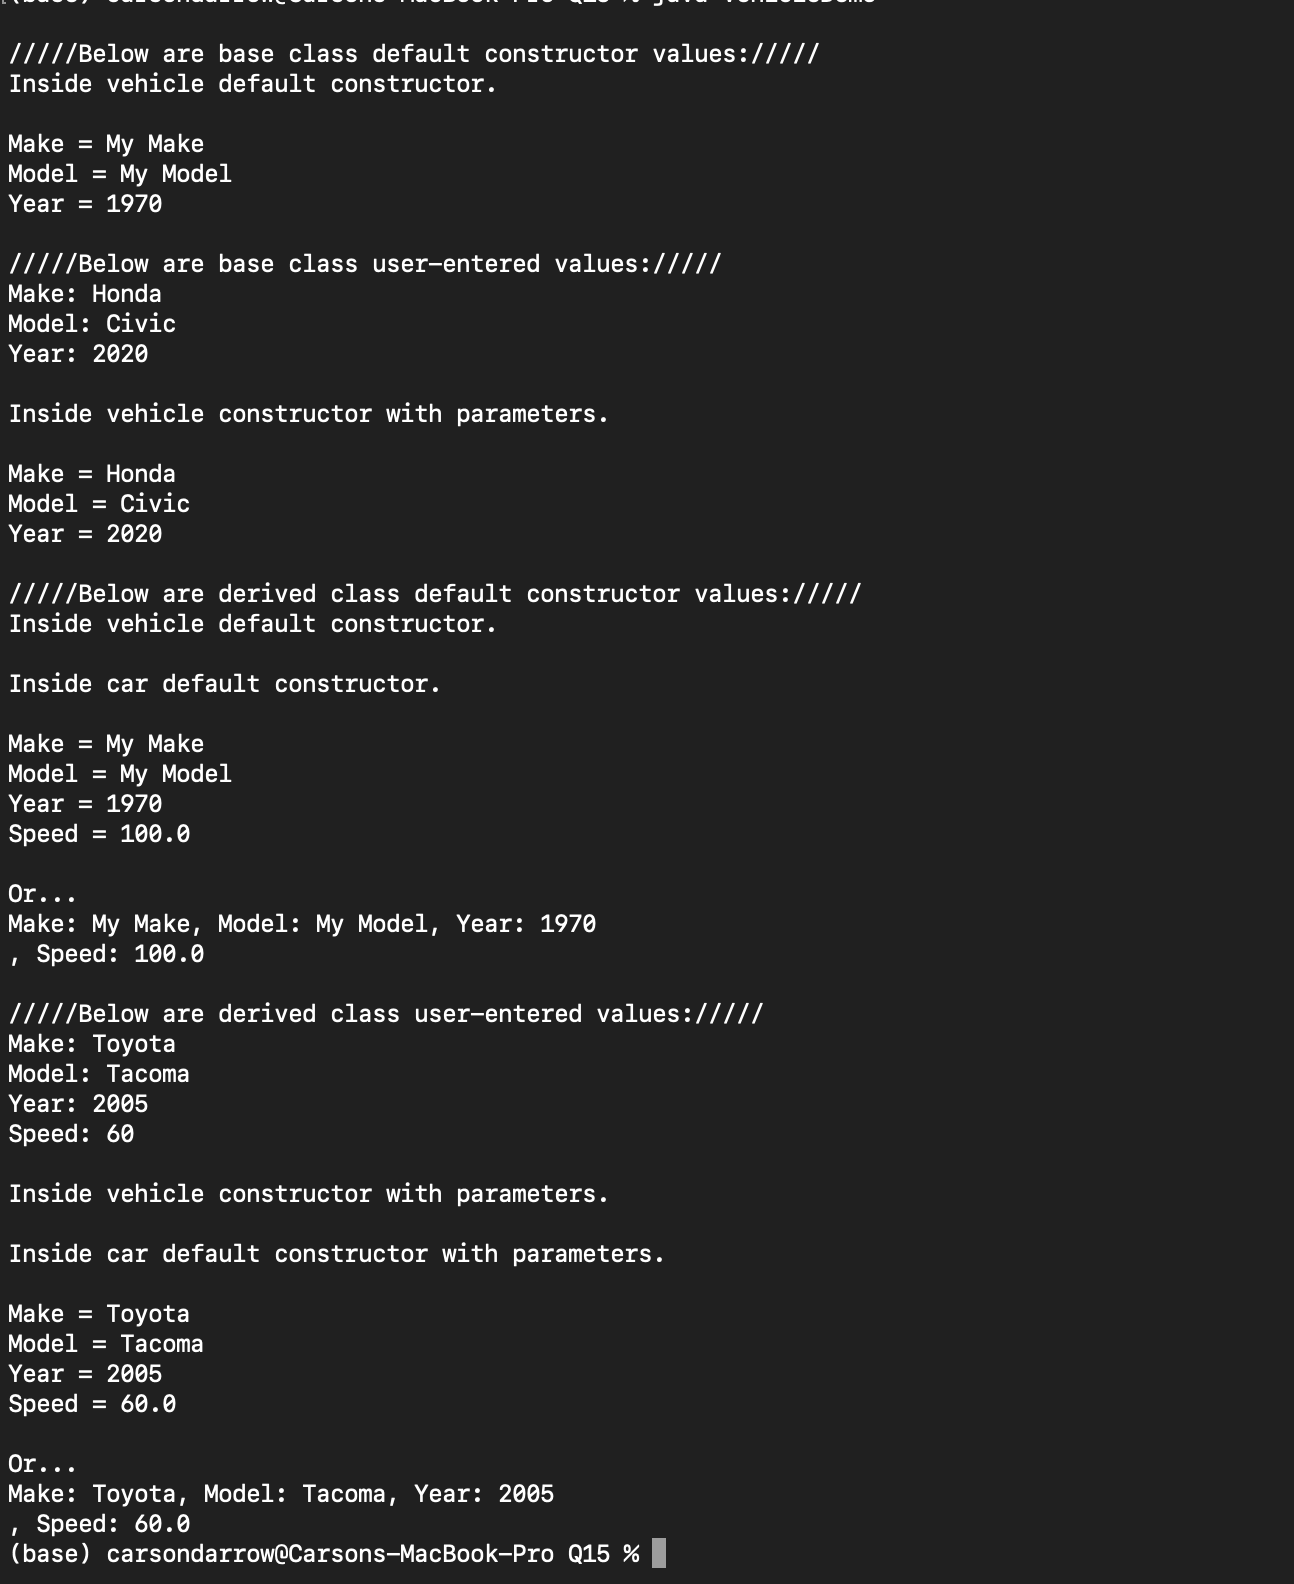 /////Below are base class default constructor values://///
Inside vehicle default constructor.
Make = My Make
Model = My Model
Year = 1970
/////Below are base class user-entered values://///
Make: Honda
Model: Civic
Year: 2020
Inside vehicle constructor with parameters.
Make = Honda
Model = Civic
Year = 2020
/////Below are derived class default constructor values://///
Inside vehicle default constructor.
Inside car default constructor.
Make = My Make
Model = My Model
Year = 1970
Speed = 100.0
Or...
Make: My Make, Model: My Model, Year: 1970
, Speed: 100.0
/////Below are derived class user-entered values://///
Make: Toyota
Model: Tacoma
Year: 2005
Speed: 60
Inside vehicle constructor with parameters.
Inside car default constructor with parameters.
Make = Toyota
Model = Tacoma
Year = 2005
Speed = 60.0
Or...
Make: Toyota, Model: Tacoma, Year: 2005
, Speed: 60.0
(base) carsondarrow@Carsons-MacBook-Pro Q15 %